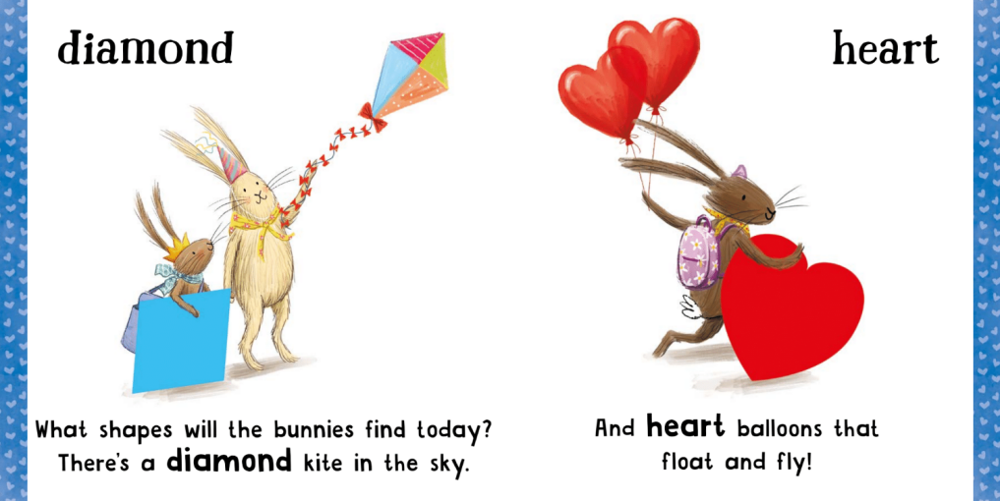 diamond
What shapes will the bunnies find today?
There's a diamond kite in the sky.
heart
And heart balloons that
float and fly!